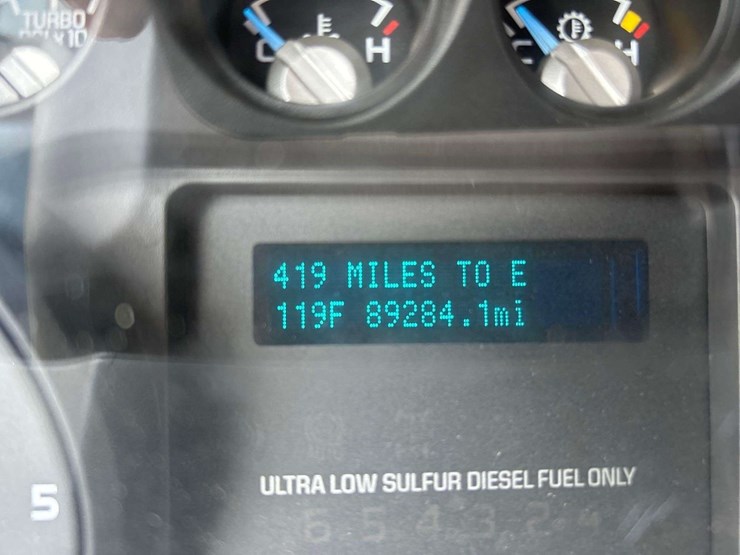 TURBO
C H
H
419 MILES TO E
119F 89284.1mi
ULTRA LOW SULFUR DIESEL FUEL ONLY
5